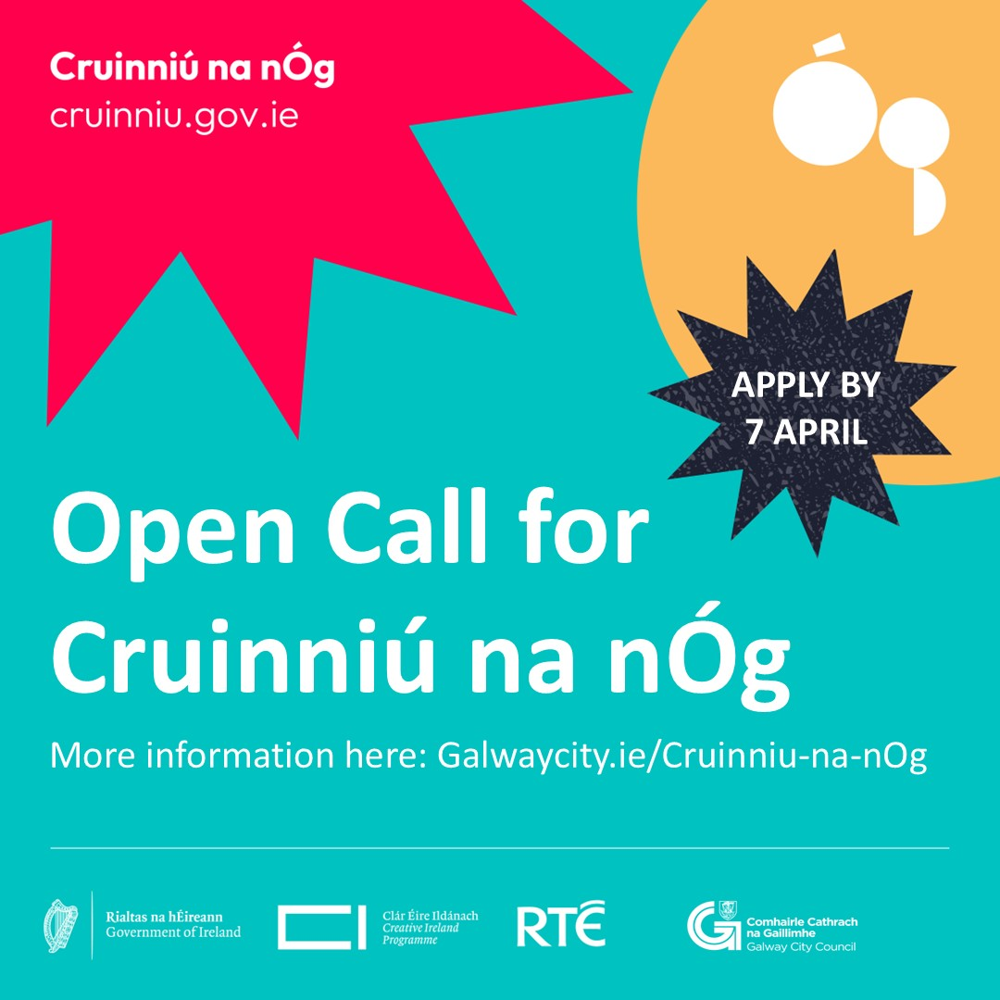 Cruinniú na nÓg
cruinniu.gov.ie
óg
APPLY BY
7 APRIL
Open Call for
Cruinniú na nÓg
More information here: Galwaycity.ie/Cruinniu-na-nOg
Rialtas na hÉireann
Government of Ireland
Clár Éire Ildánach
Creative Ireland
Programme
RTÉ
Comhairle Cathrach
na Gaillimhe
Galway City Council